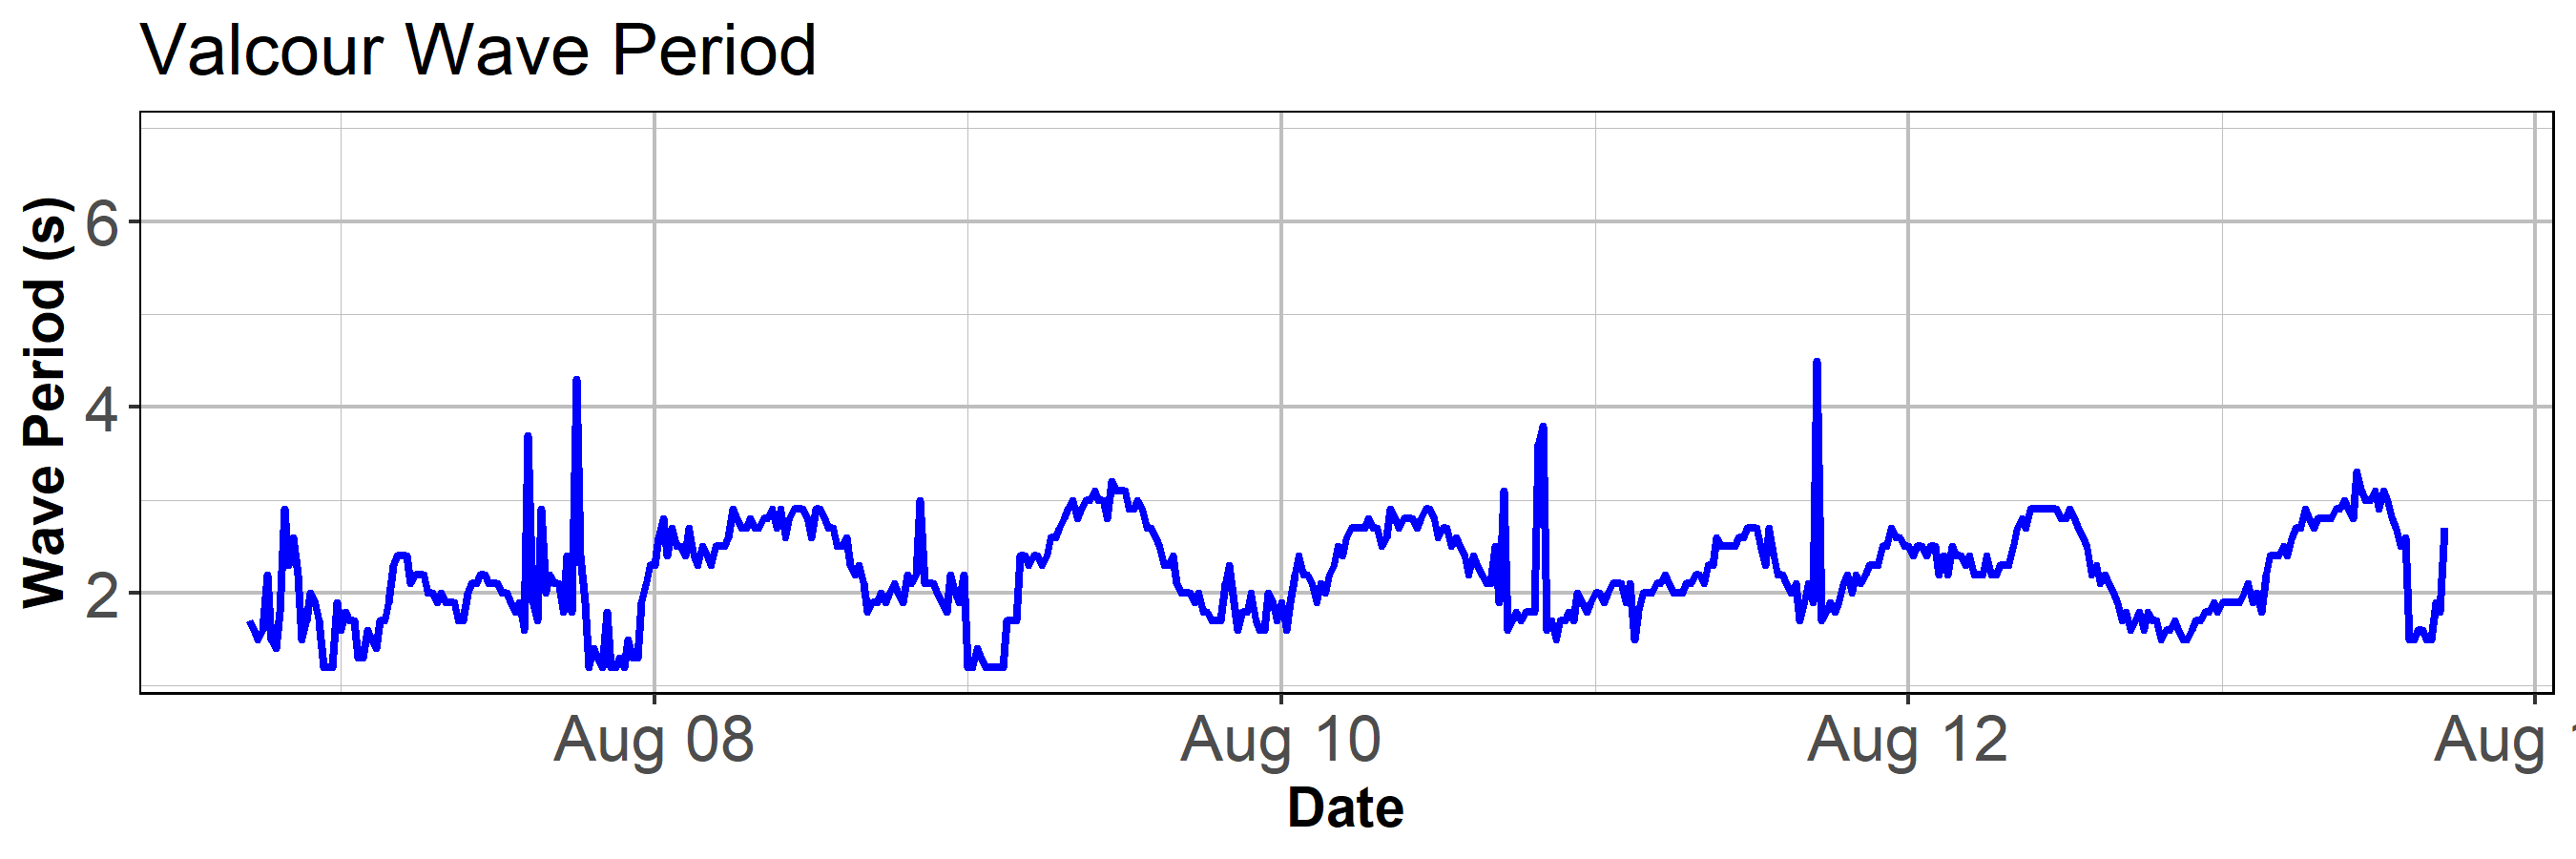 Valcour Wave Period
Wave Period (s)
6
4
2
Aug 08
Aug 10
Aug 12
Aug
Date